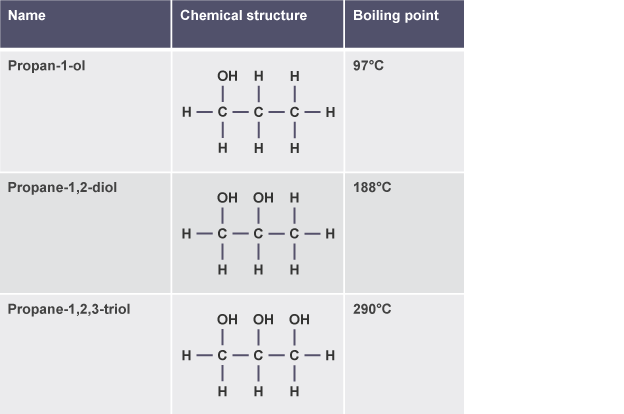 Name Chemical structure Boiling point
Propan-1-ol 97°C
OH H H
H C C C H
H H H
Propane-1,2-diol 188°C
OH OH H
H C C C H
H H H
Propane-1,2,3-triol 290°C
OH OH OH
H C C C H
H H H